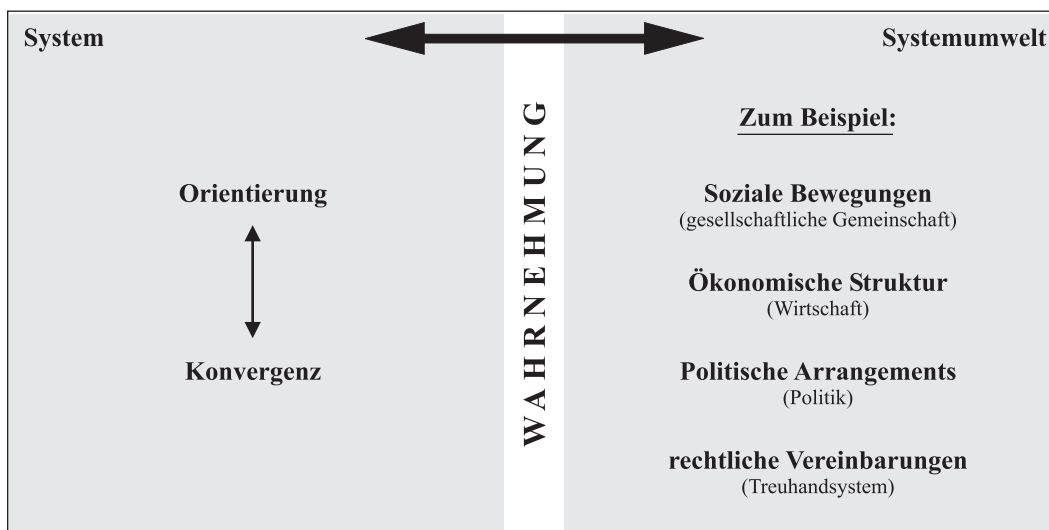 System
Systemumwelt
Orientierung
Konvergenz
WAHRNEHMUNG
Zum Beispiel:
Soziale Bewegungen
(gesellschaftliche Gemeinschaft)
Ökonomische Struktur
(Wirtschaft)
Politische Arrangements
(Politik)
rechtliche Vereinbarungen
(Treuhandsystem)